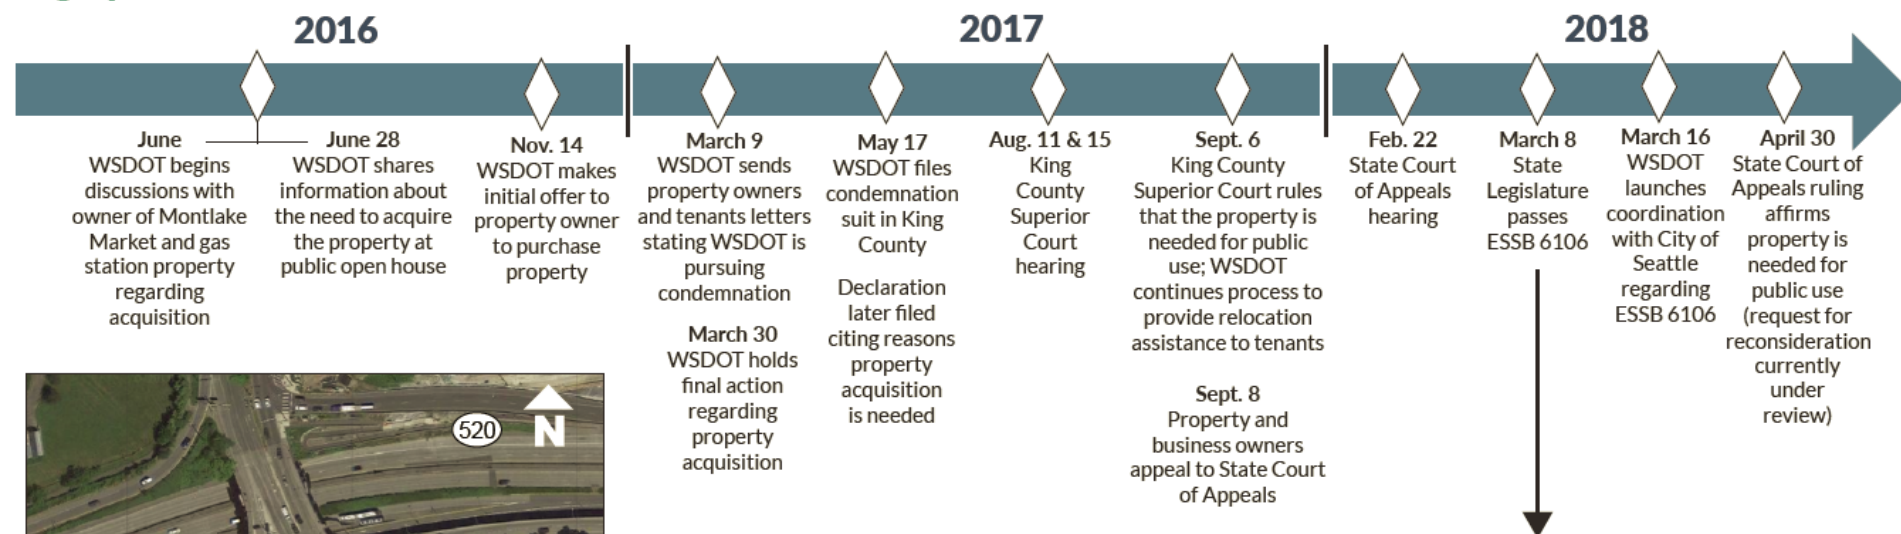 2016
2017
2018
June
WSDOT begins
discussions with
owner of Montlake
Market and gas
station property
regarding
acquisition
June 28
WSDOT shares
information about
the need to acquire
the property at
public open house
Nov. 14
WSDOT makes
initial offer to
property owner
to purchase
property
March 9
WSDOT sends
property owners
and tenants letters
stating WSDOT is
pursuing
condemnation
March 30
WSDOT holds
final action
regarding
property
acquisition
May 17
WSDOT files
condemnation
suit in King
County
Declaration
later filed
citing reasons
property
acquisition
is needed
Aug. 11 & 15
King
County
Superior
Court
hearing
Sept. 6
King County
Superior Court rules
that the property is
needed for public
use; WSDOT
continues process to
provide relocation
assistance to tenants
Sept. 8
Property and
business owners
appeal to State Court
of Appeals
Feb. 22
State Court
of Appeals
hearing
March 8
State
Legislature
passes
ESSB 6106
March 16
WSDOT
launches
coordination
with City of
Seattle
regarding
ESSB 6106
April 30
State Court of
Appeals ruling
affirms
property is
needed for
public use
(request for
reconsideration
currently
under
review)
520
N